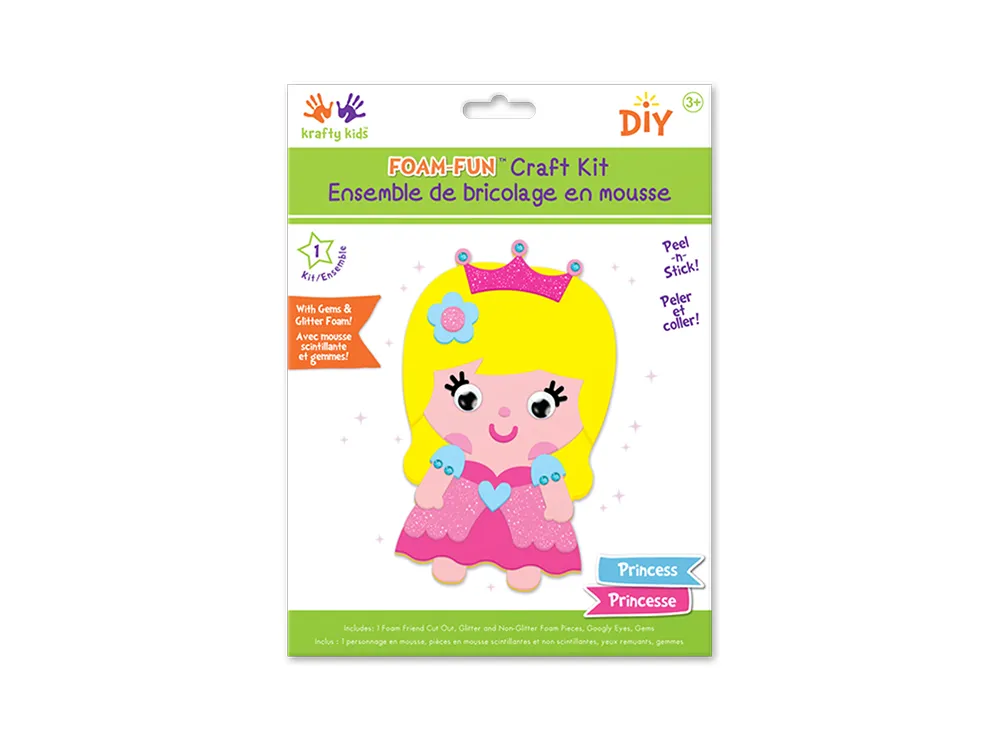 krafty kids™
DiY
3+
FOAM-FUN™ Craft Kit
Ensemble de bricolage en mousse
1
Kit/Ensemble
Peel
-n-
Stick!
Peler
et
coller!
With Gems &
Glitter Foam!
Avec mousse
scintillante
et gemmes!
Princess
Princesse
Includes: 1 Foam Friend Cut Out, Glitter and Non-Glitter Foam Pieces, Googly Eyes, Gems
Inclus : 1 personnage en mousse, pièces en mousse scintillantes et non scintillantes, yeux remuants, gemmes